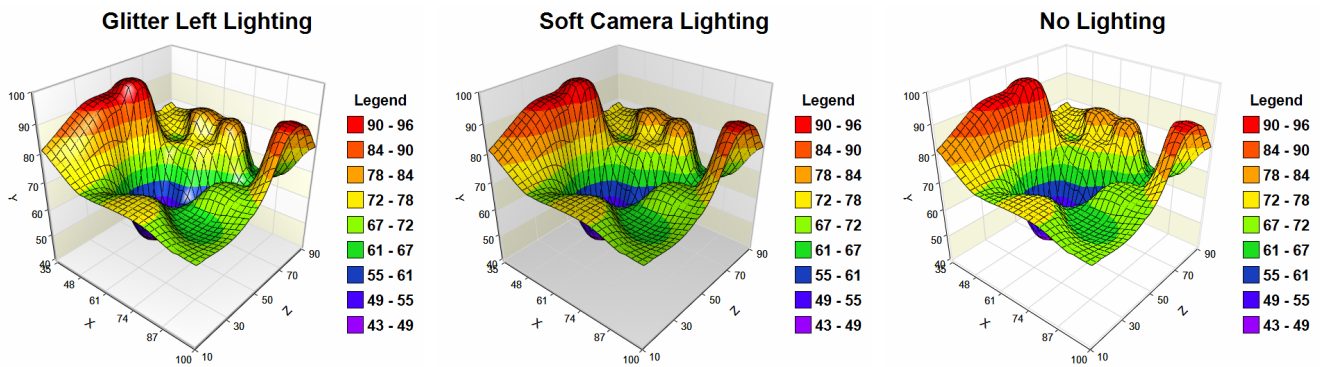 Glitter Left Lighting
100
90
80
70
60
50
40
Y
35
48
61
74
87
100
X
10
30
50
70
90
Z
Legend
90 - 96
84 - 90
78 - 84
72 - 78
67 - 72
61 - 67
55 - 61
49 - 55
43 - 49
Soft Camera Lighting
100
90
80
70
60
50
40
Y
35
48
61
74
87
100
X
10
30
50
70
90
Z
Legend
90 - 96
84 - 90
78 - 84
72 - 78
67 - 72
61 - 67
55 - 61
49 - 55
43 - 49
No Lighting
100
90
80
70
60
50
40
Y
35
48
61
74
87
100
X
10
30
50
70
90
Z
Legend
90 - 96
84 - 90
78 - 84
72 - 78
67 - 72
61 - 67
55 - 61
49 - 55
43 - 49